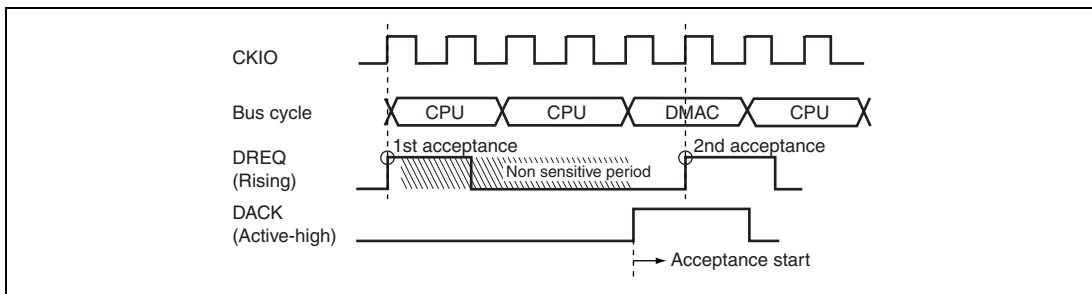 CKIO
Bus cycle
CPU
CPU
DMAC
CPU
DREQ
(Rising)
1st acceptance
Non sensitive period
2nd acceptance
DACK
(Active-high)
Acceptance start